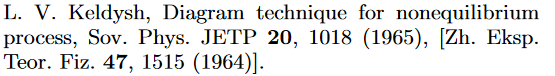 L. V. Keldysh, Diagram technique for nonequilibrium
process, Sov. Phys. JETP 20, 1018 (1965), [Zh. Eksp.
Teor. Fiz. 47, 1515 (1964)].